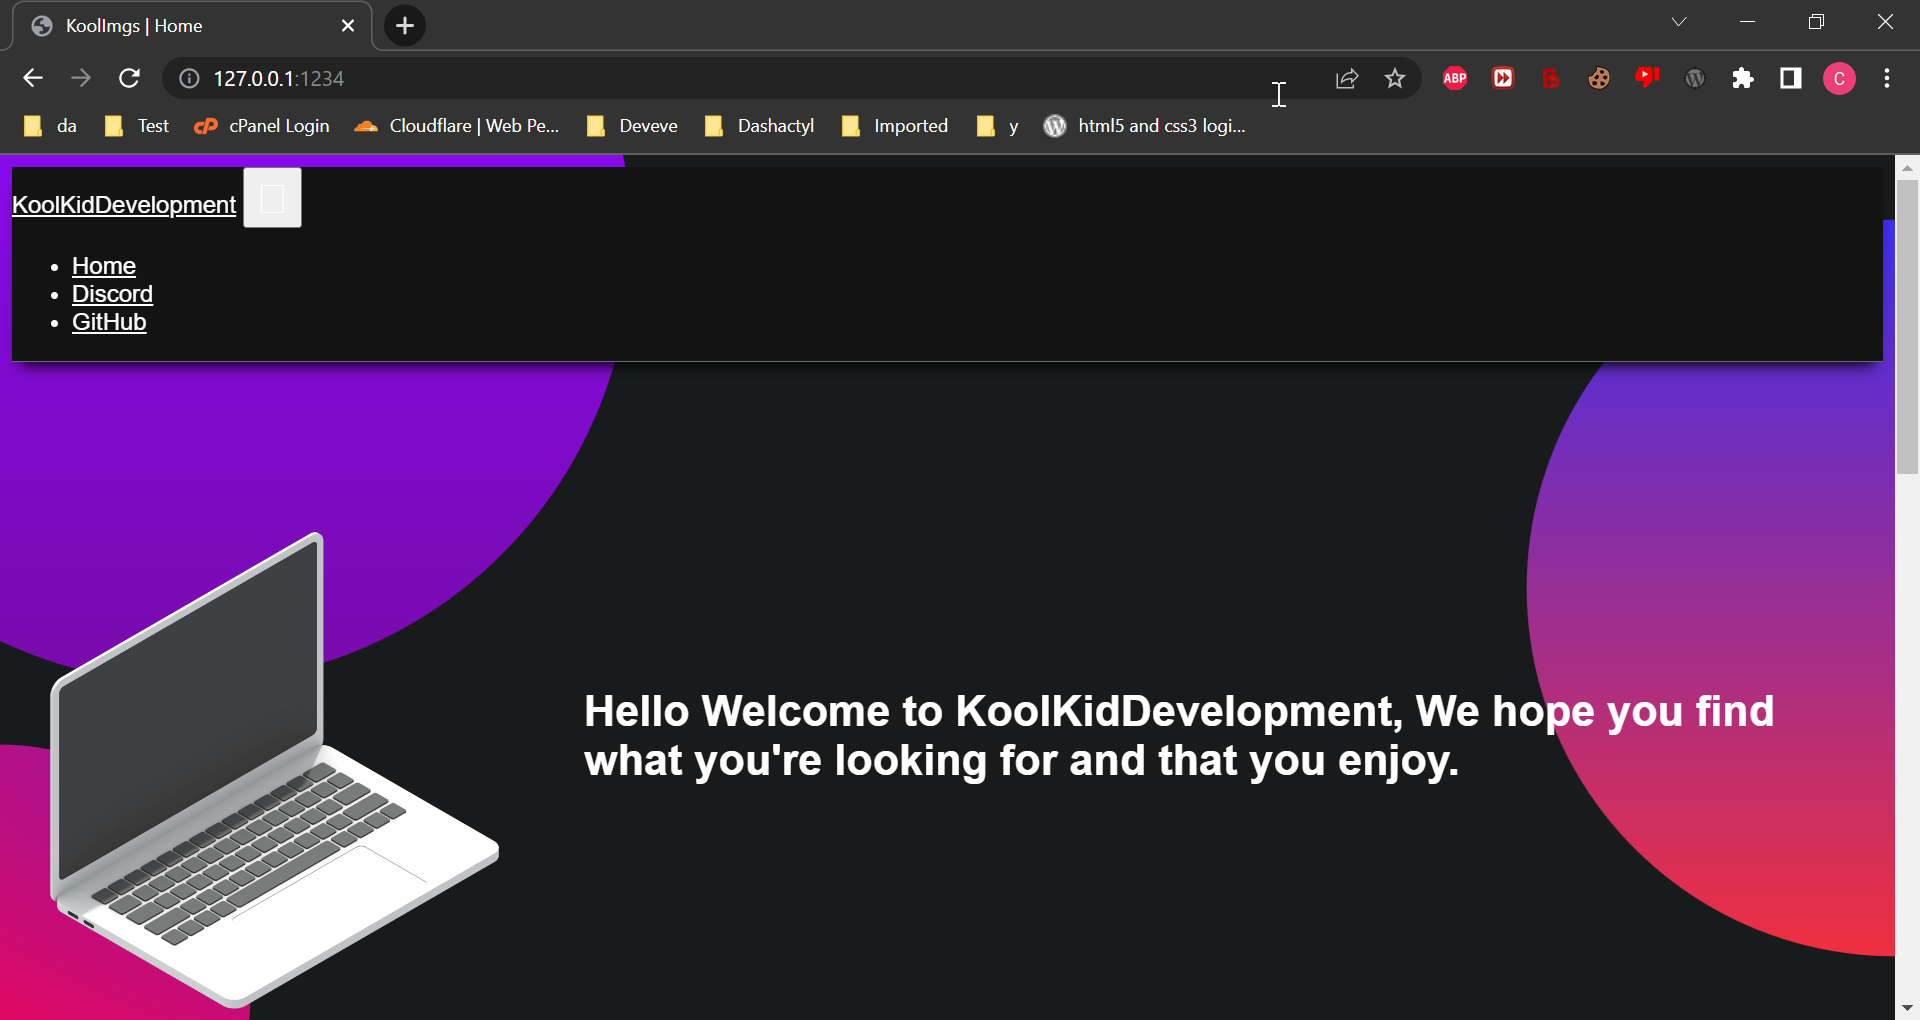 KoolImgs | Home
127.0.0.1:1234
ABP
C
da
Test
cP cPanel Login
Cloudflare | Web Pe...
Deveve
Dashactyl
Imported
y
html5 and css3 logi...
KoolKidDevelopment
Home
Discord
GitHub
Hello Welcome to KoolKidDevelopment, We hope you find
what you're looking for and that you enjoy.